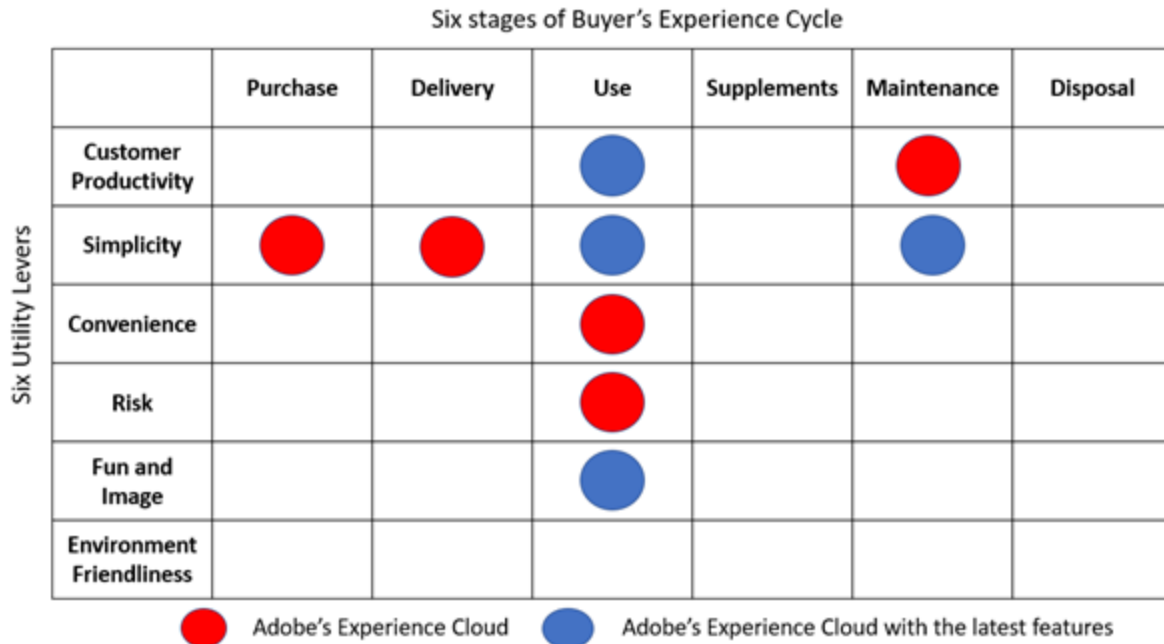 Six stages of Buyer's Experience Cycle
Purchase Delivery Use Supplements Maintenance Disposal
Six Utility Levers
Customer
Productivity
Simplicity
Convenience
Risk
Fun and
Image
Environment
Friendliness
Adobe's Experience Cloud Adobe's Experience Cloud with the latest features